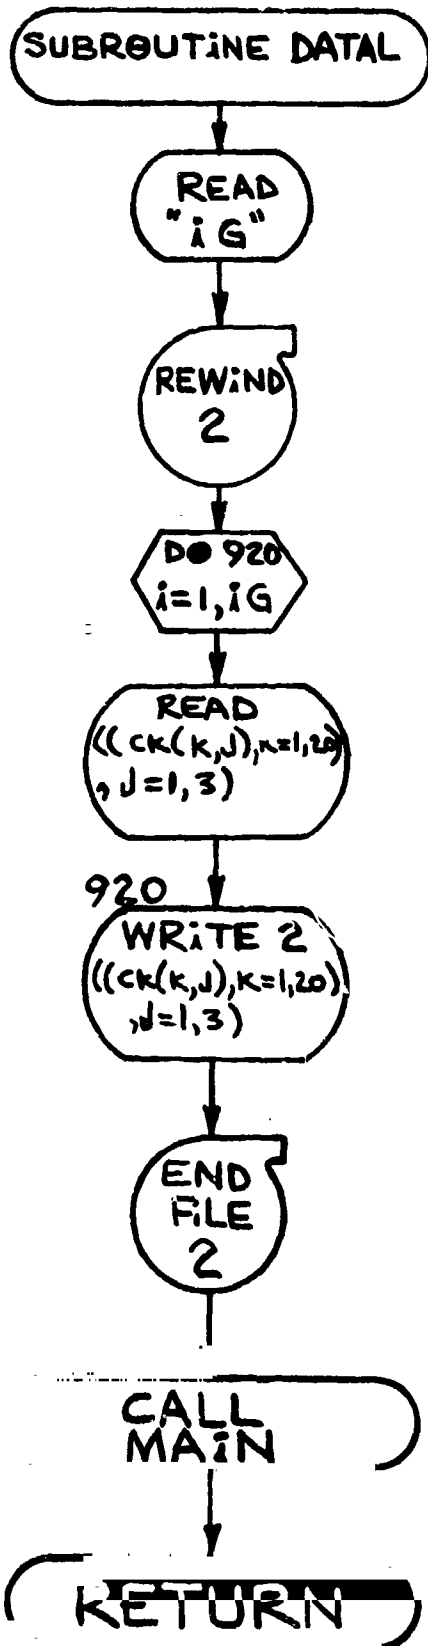 SUBROUTINE DATAL
READ
"iG"
REWiND
2
DO 920
i=1,iG
READ
((CK(K,J),K=1,20)
,J=1,3)
920
WRiTE 2
((CK(K,J),K=1,20)
,J=1,3)
END
FiLE
2
CALL
MAiN
RETURN